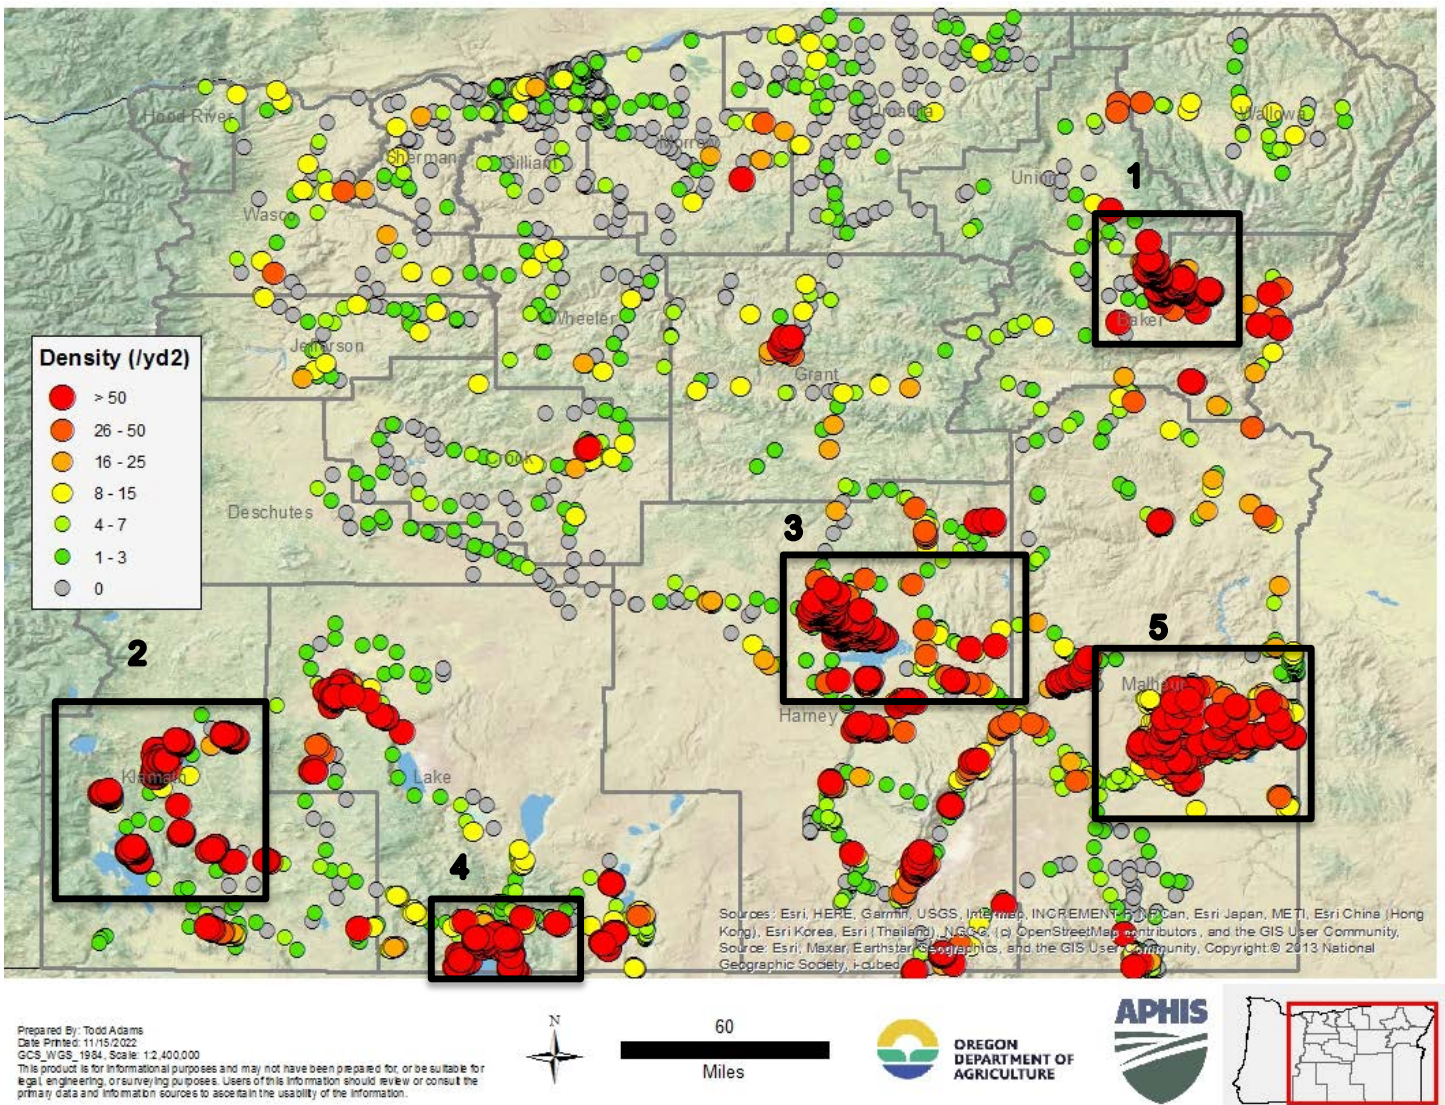 Hood River
Wallowa
Umatilla
Morrow
Sherman
Gilliam
Union
1
Wasco
Baker
Wheeler
Jefferson
Grant
Density (/yd2)
> 50
26 - 50
16 - 25
8 - 15
4 - 7
1 - 3
0
Crook
Deschutes
3
5
2
Malheur
Harney
Klamath
Lake
4
Sources: Esri, HERE, Garmin, USGS, Intermap, INCREMENT P, NRCan, Esri Japan, METI, Esri China (Hong
Kong), Esri Korea, Esri (Thailand), NGCC, (c) OpenStreetMap contributors, and the GIS User Community,
Source: Esri, Maxar, Earthstar Geographics, and the GIS User Community, Copyright:© 2013 National
Geographic Society, i-cubed
Prepared By: Todd Adams
Date Printed: 11/15/2022
GCS_WGS_1984, Scale: 1:2,400,000
This product is for informational purposes and may not have been prepared for, or be suitable for
legal, engineering, or surveying purposes. Users of this information should review or consult the
primary data and information sources to ascertain the usability of the information.
N
60
Miles
OREGON
DEPARTMENT OF
AGRICULTURE
APHIS